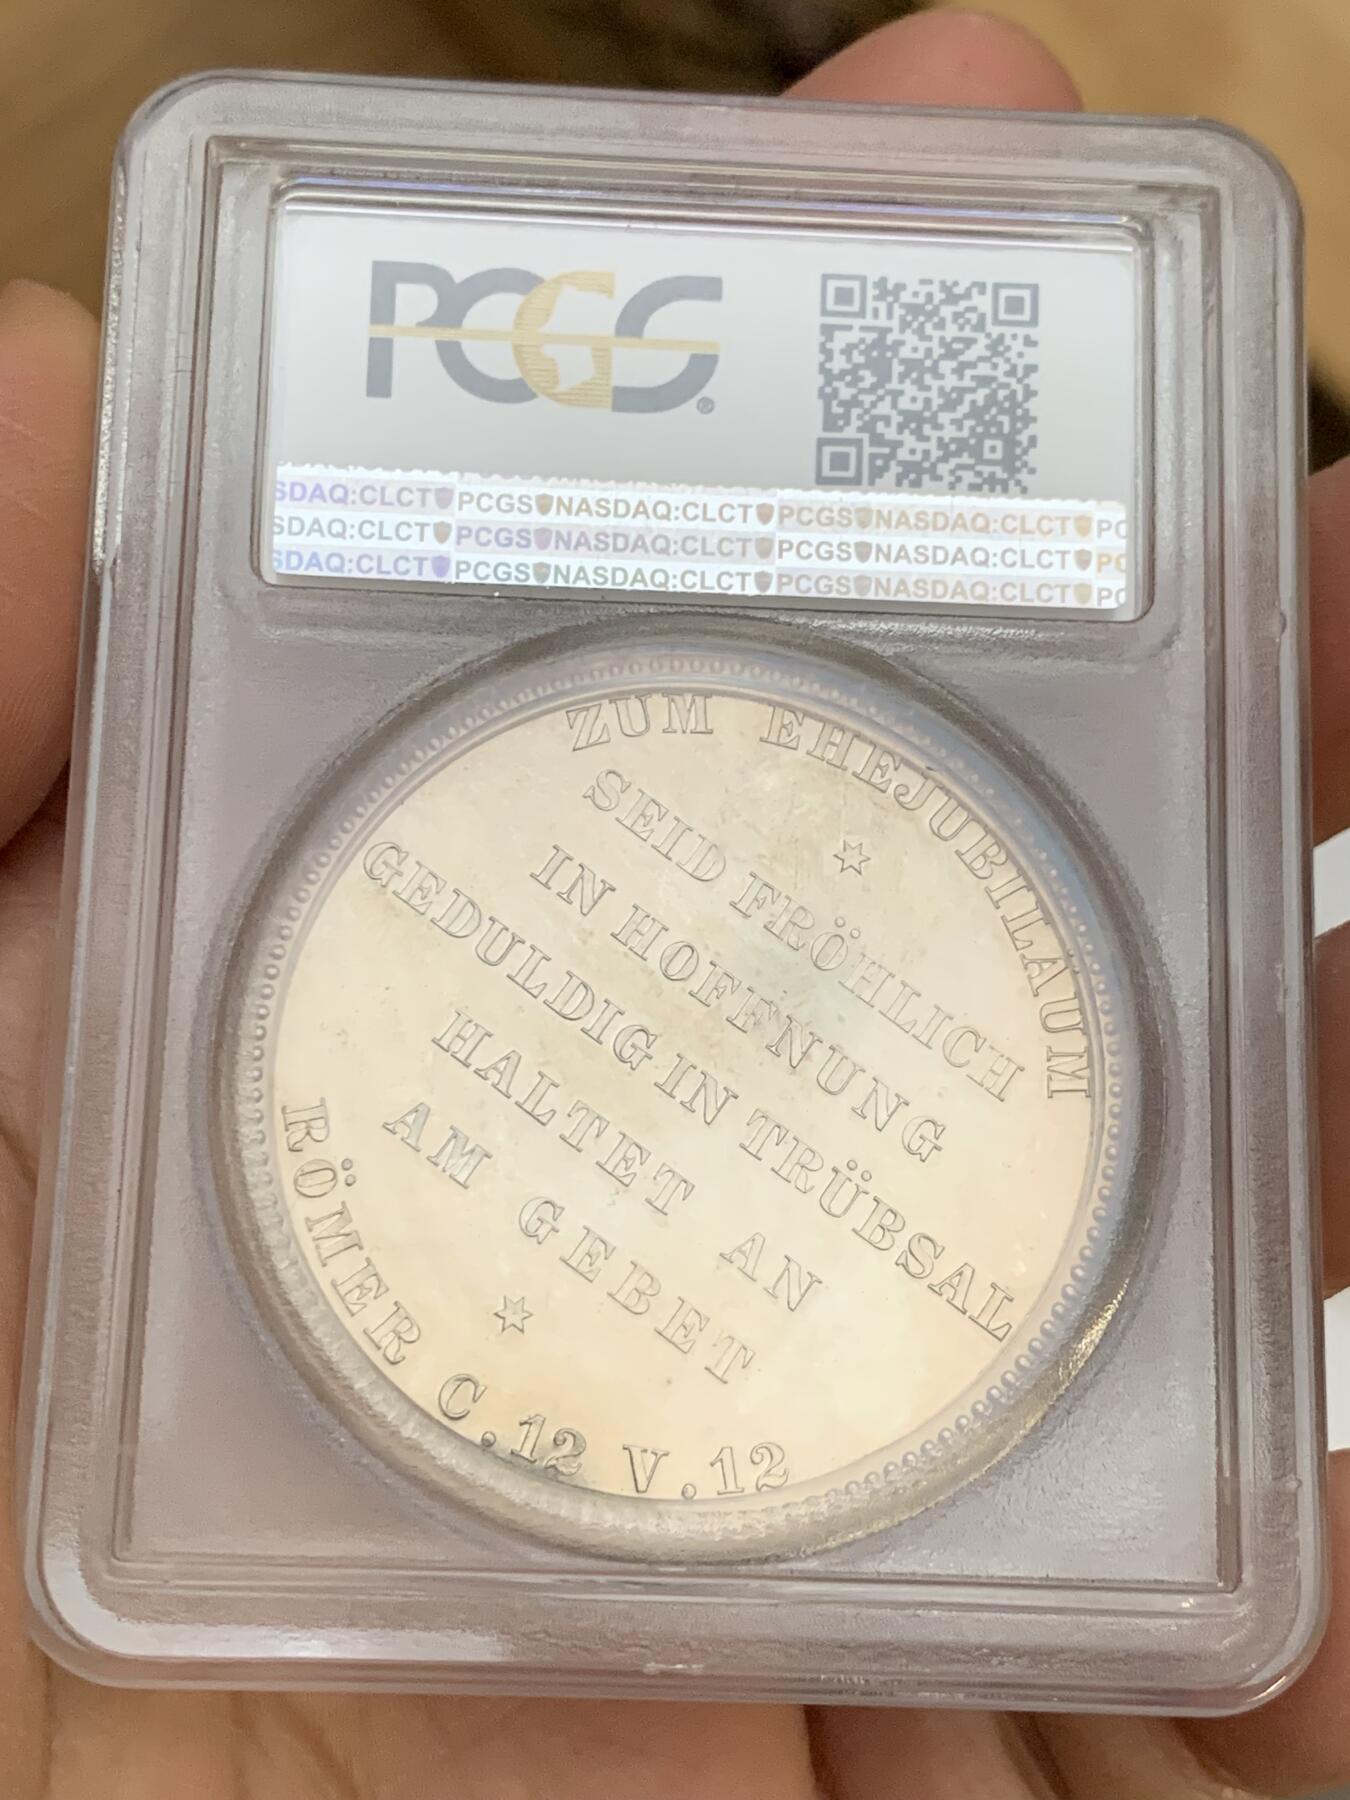 PCGS®
SDAQ:CLCT PCGS NASDAQ:CLCT PCGS NASDAQ:CLCT PC
SDAQ:CLCT PCGS NASDAQ:CLCT PCGS NASDAQ:CLCT PC
SDAQ:CLCT PCGS NASDAQ:CLCT PCGS NASDAQ:CLCT PC
ZUM EHEJUBILÄUM
SEID FRÖHLICH
IN HOFFNUNG
GEDULDIG IN TRÜBSAL
HALTET AN
AM GEBET
RÖMER C.12 V.12